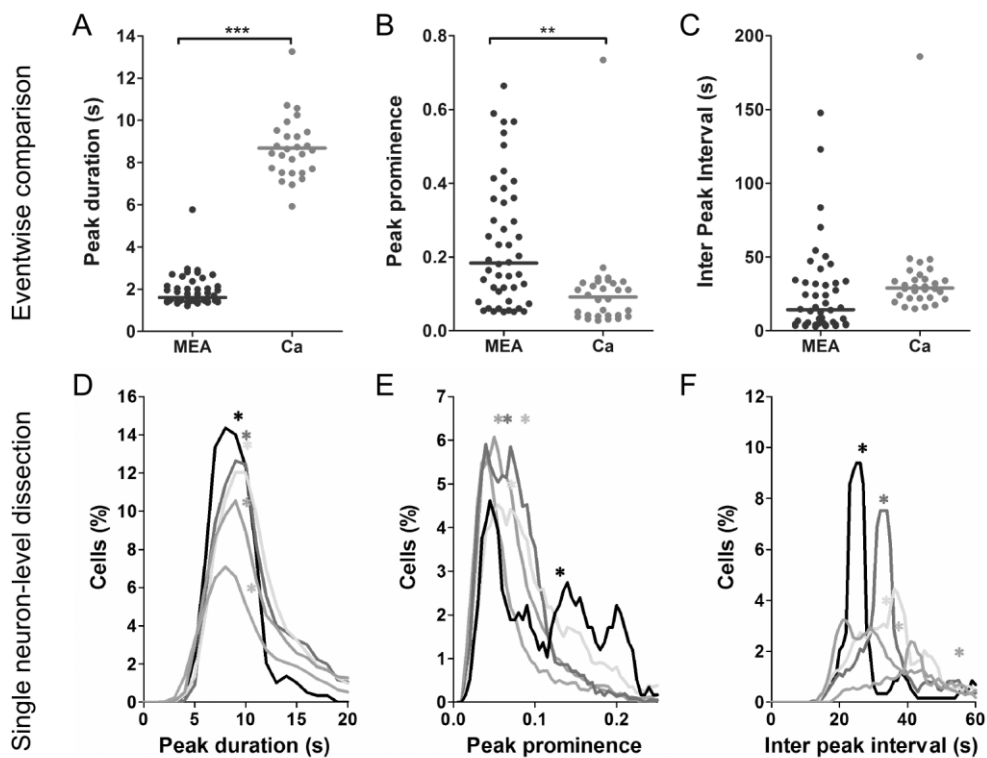 A
B
C
***
**
Eventwise comparison
Peak duration (s)
14
12
10
8
6
4
2
0
MEA Ca
Peak prominence
0.8
0.6
0.4
0.2
0.0
MEA Ca
Inter Peak Interval (s)
200
150
100
50
0
MEA Ca
D
E
F
Single neuron-level dissection
Cells (%)
16
14
12
10
8
6
4
2
0
0 5 10 15 20
Peak duration (s)
* * * * *
Cells (%)
7
6
5
4
3
2
1
0
0.0 0.1 0.2
Peak prominence
* * * * *
Cells (%)
12
10
8
6
4
2
0
0 20 40 60
Inter peak interval (s)
* * * * *